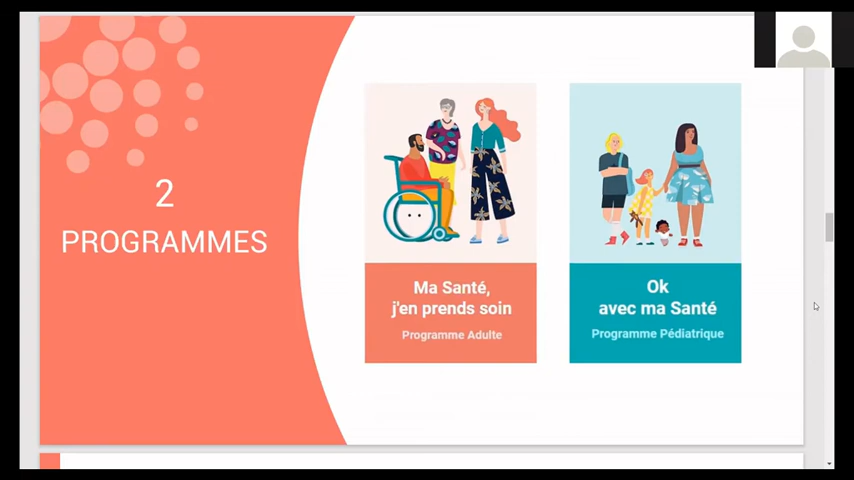 2
PROGRAMMES
Ma Santé,
j'en prends soin
Programme Adulte
Ok
avec ma Santé
Programme Pédiatrique